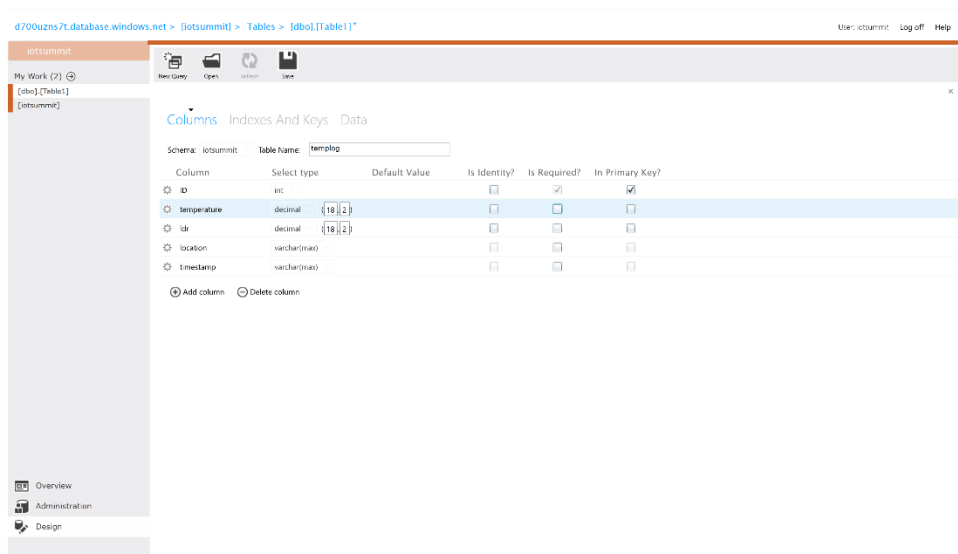 d700uzns7t.database.windows.net > [iotsummit] > Tables > [dbo].[Table1]*
User: iotsummit Log off Help
iotsummit
My Work (2)
[dbo].[Table1]
[iotsummit]
New Query Open Refresh Save
Columns Indexes And Keys Data
Schema: iotsummit Table Name: templog
Column Select type Default Value Is Identity? Is Required? In Primary Key?
ID int
temperature decimal (18,2)
ldr decimal (18,2)
location varchar(max)
timestamp varchar(max)
Add column Delete column
Overview
Administration
Design